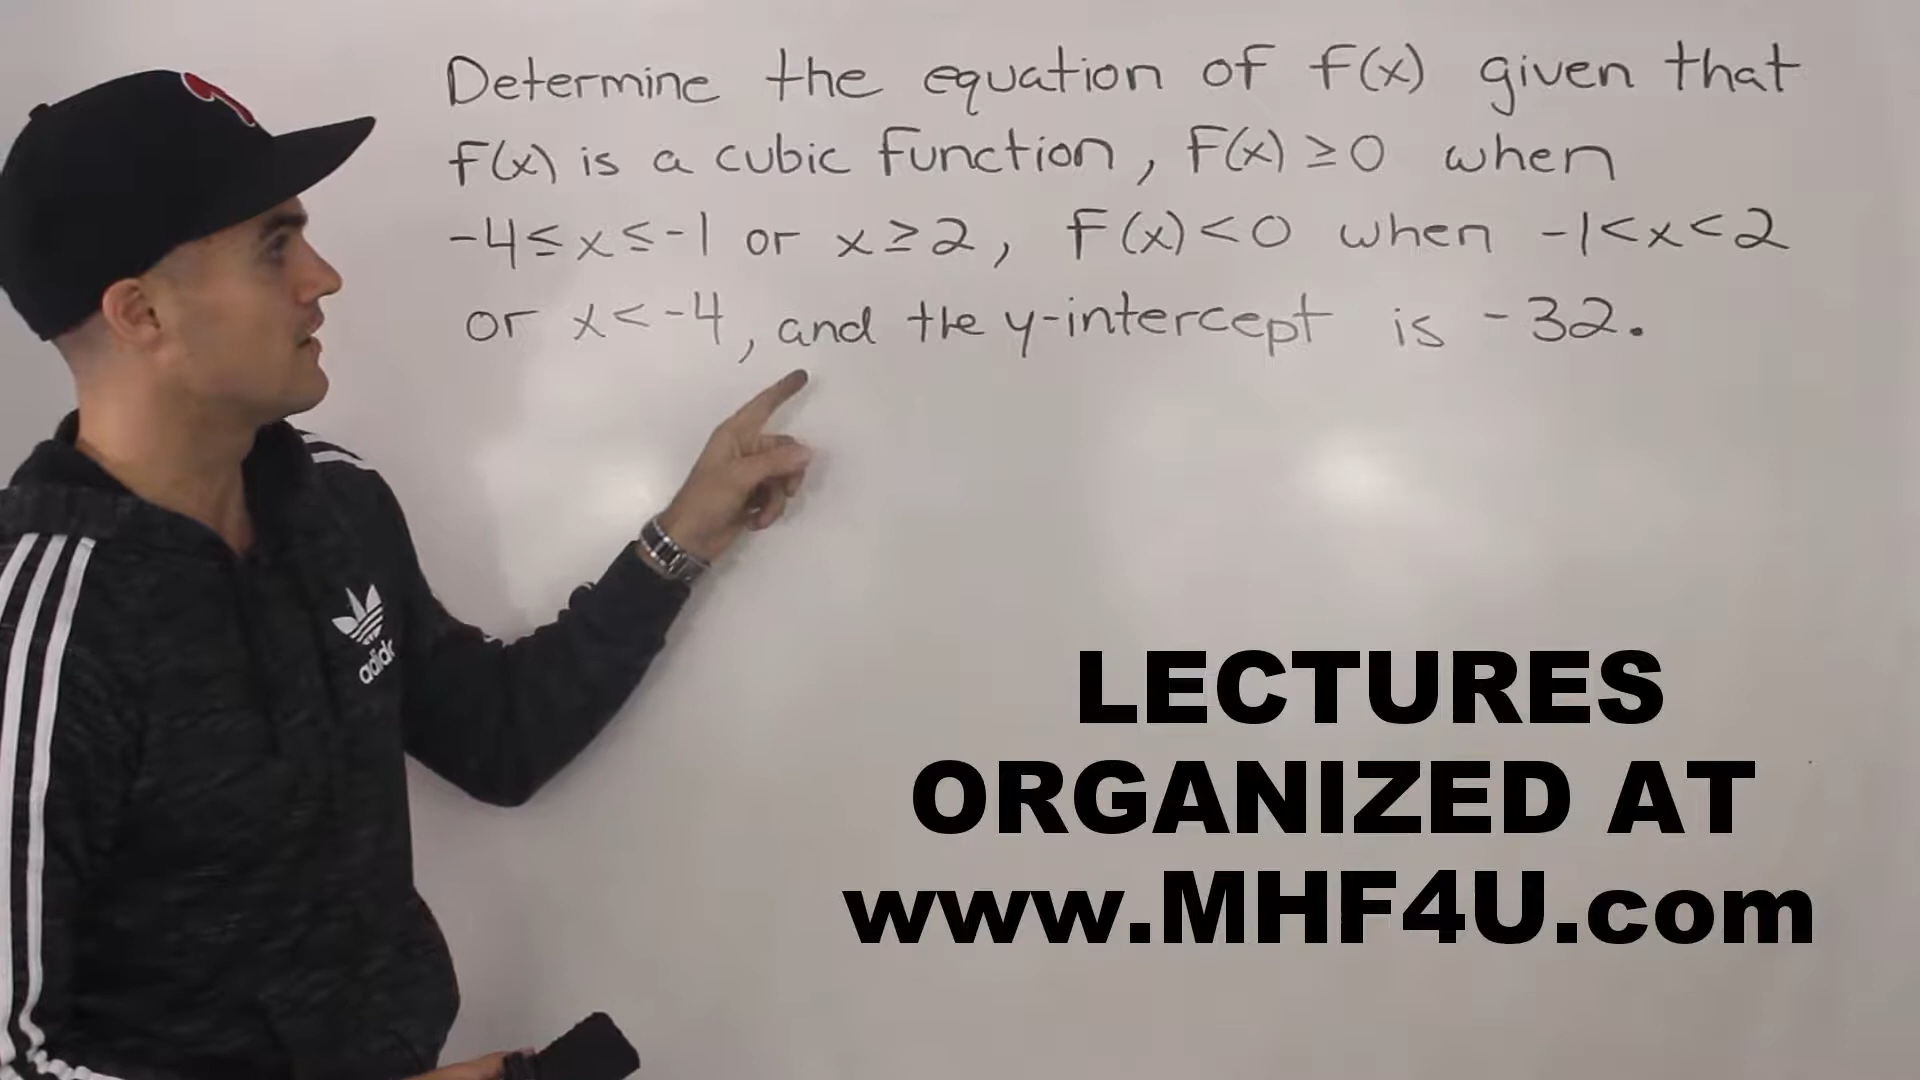 Determine the equation of f(x) given that
f(x) is a cubic function, f(x) ≥ 0 when
-4 ≤ x ≤ -1 or x ≥ 2, f(x) < 0 when -1 < x < 2
or x < -4, and the y-intercept is -32.
adidas
LECTURES
ORGANIZED AT
www.MHF4U.com